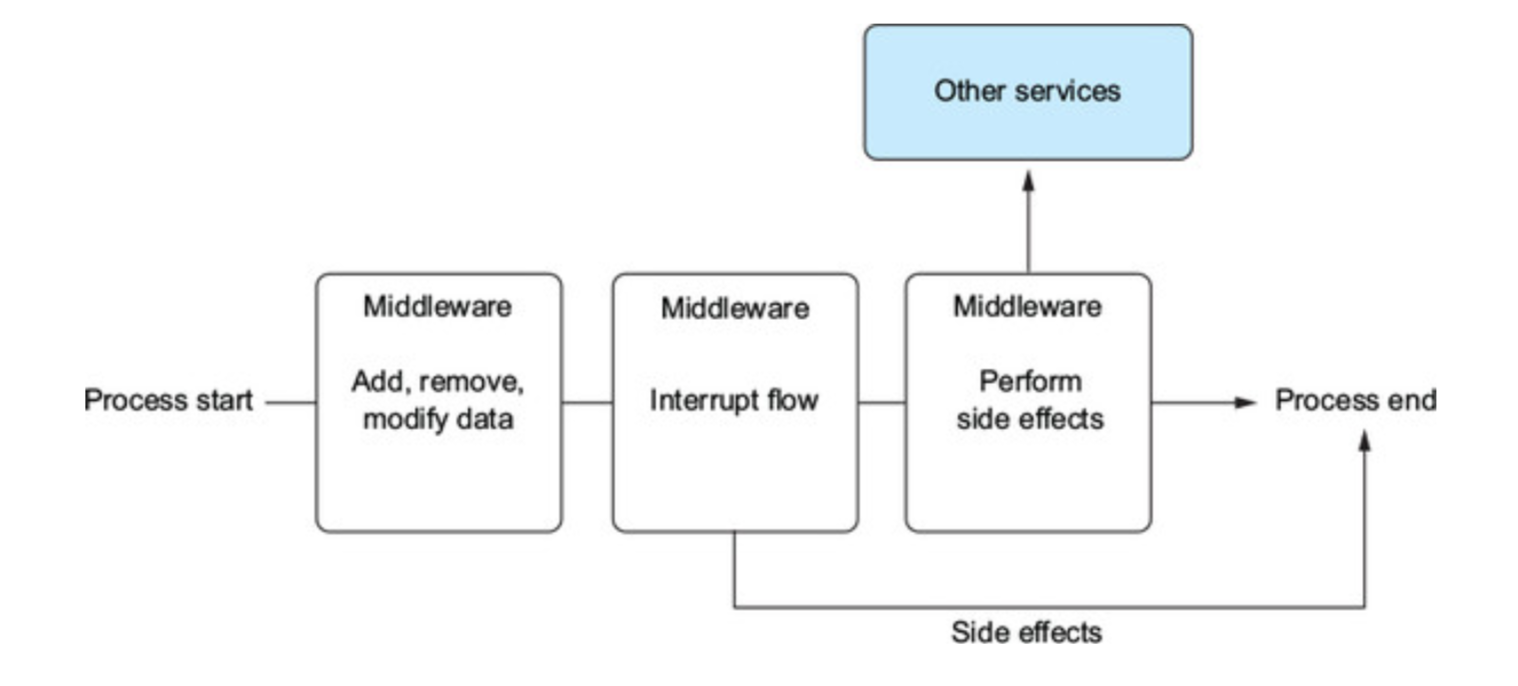 Other services
Middleware
Add, remove,
modify data
Middleware
Interrupt flow
Middleware
Perform
side effects
Process start
Process end
Side effects